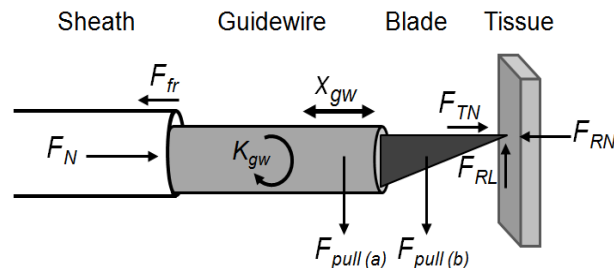 Sheath Guidewire Blade Tissue
F_fr X_gw F_TN
F_N K_gw F_RN
F_RL
F_pull (a) F_pull (b)